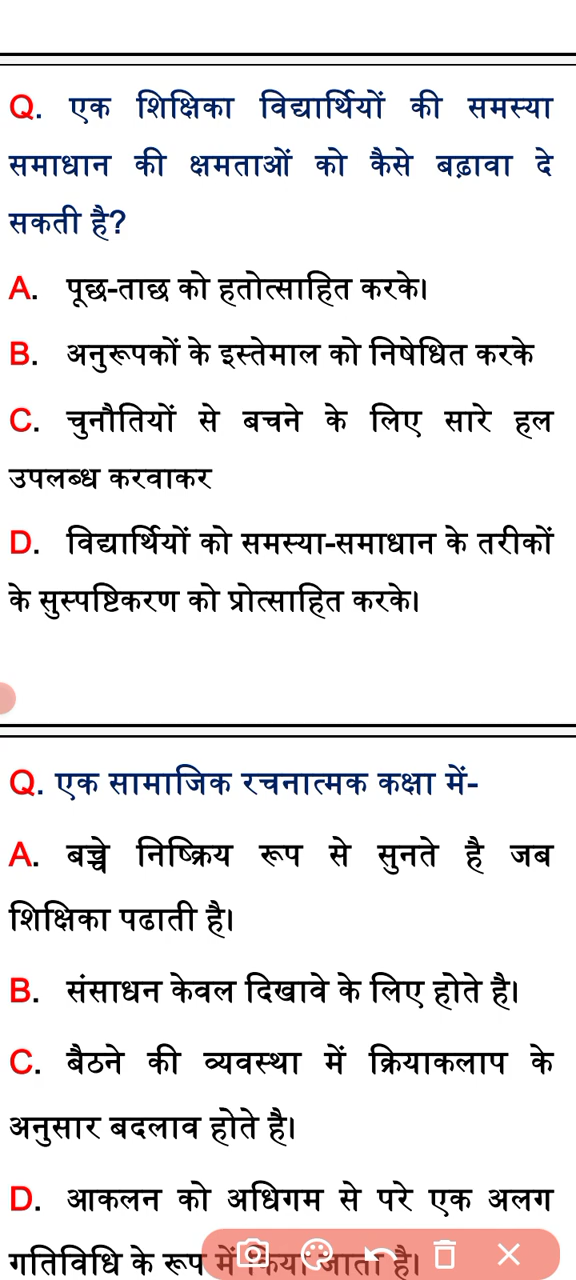 Q. एक शिक्षिका विद्यार्थियों की समस्या
समाधान की क्षमताओं को कैसे बढ़ावा दे
सकती है?
A. पूछ-ताछ को हतोत्साहित करके।
B. अनुरूपकों के इस्तेमाल को निषेधित करके
C. चुनौतियों से बचने के लिए सारे हल
उपलब्ध करवाकर
D. विद्यार्थियों को समस्या-समाधान के तरीकों
के सुस्पष्टिकरण को प्रोत्साहित करके।
Q. एक सामाजिक रचनात्मक कक्षा में-
A. बच्चे निष्क्रिय रूप से सुनते है जब
शिक्षिका पढाती है।
B. संसाधन केवल दिखावे के लिए होते है।
C. बैठने की व्यवस्था में क्रियाकलाप के
अनुसार बदलाव होते है।
D. आकलन को अधिगम से परे एक अलग
गतिविधि के रूप में किया जाता है।